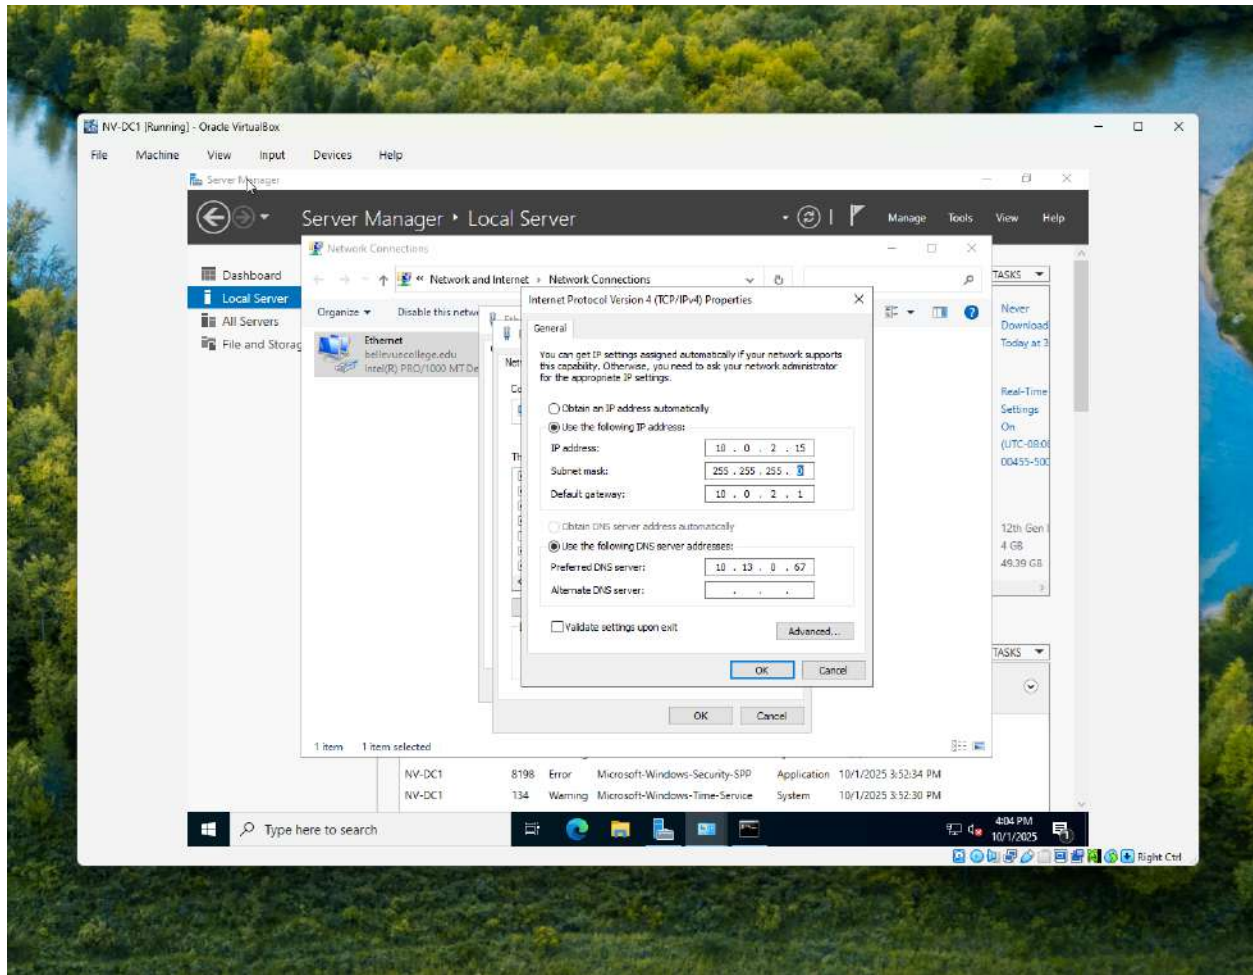 NV-DC1 [Running] - Oracle VirtualBox
File Machine View Input Devices Help
Server Manager
Server Manager Local Server
Manage Tools View Help
Network Connections
Dashboard
Local Server
All Servers
File and Storag
« Network and Internet › Network Connections
TASKS
Organize
Disable this netwo
Ethernet
bellevuecollege.edu
Intel(R) PRO/1000 MT De
Internet Protocol Version 4 (TCP/IPv4) Properties
General
You can get IP settings assigned automatically if your network supports
this capability. Otherwise, you need to ask your network administrator
for the appropriate IP settings.
Obtain an IP address automatically
Use the following IP address:
IP address: 10 . 0 . 2 . 15
Subnet mask: 255 . 255 . 255 . 0
Default gateway: 10 . 0 . 2 . 1
Obtain DNS server address automatically
Use the following DNS server addresses:
Preferred DNS server: 10 . 13 . 0 . 67
Alternate DNS server: . . .
Validate settings upon exit
Advanced...
OK Cancel
OK Cancel
Never
Download
Today at 3
Real-Time
Settings
On
(UTC-08:0
00455-500
12th Gen I
4 GB
49.39 GB
TASKS
1 item 1 item selected
NV-DC1 8198 Error Microsoft-Windows-Security-SPP Application 10/1/2025 3:52:34 PM
NV-DC1 134 Warning Microsoft-Windows-Time-Service System 10/1/2025 3:52:30 PM
Type here to search
4:04 PM
10/1/2025
1
Right Ctrl